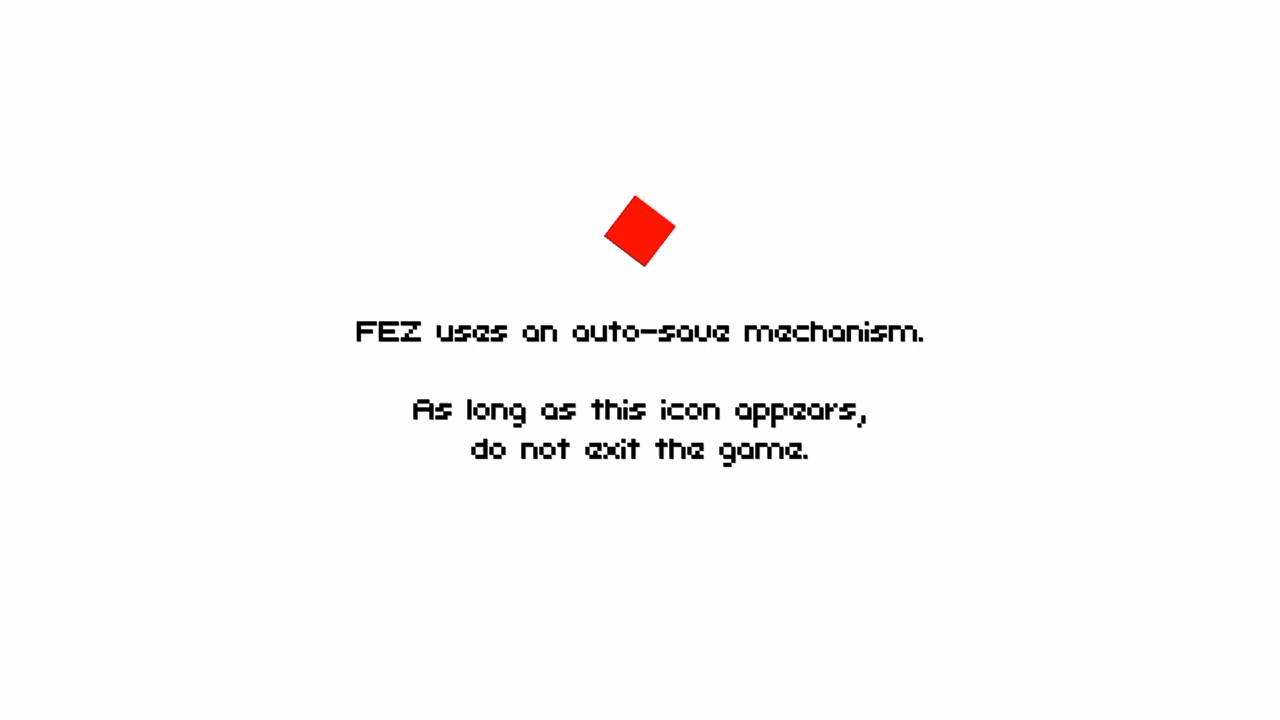 FEZ uses an auto-save mechanism.
As long as this icon appears,
do not exit the game.